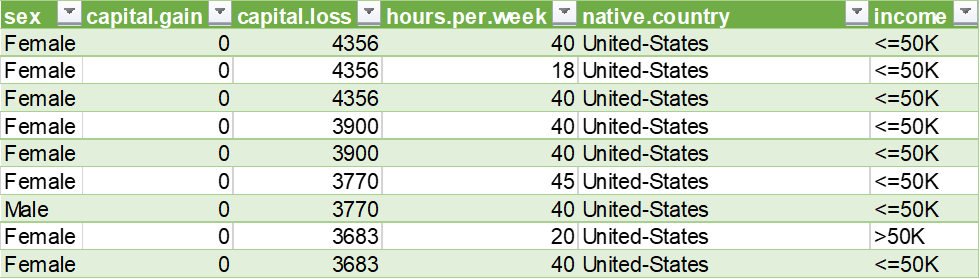 sex capital.gain capital.loss hours.per.week native.country income
Female 0 4356 40 United-States <=50K
Female 0 4356 18 United-States <=50K
Female 0 4356 40 United-States <=50K
Female 0 3900 40 United-States <=50K
Female 0 3900 40 United-States <=50K
Female 0 3770 45 United-States <=50K
Male 0 3770 40 United-States <=50K
Female 0 3683 20 United-States >50K
Female 0 3683 40 United-States <=50K